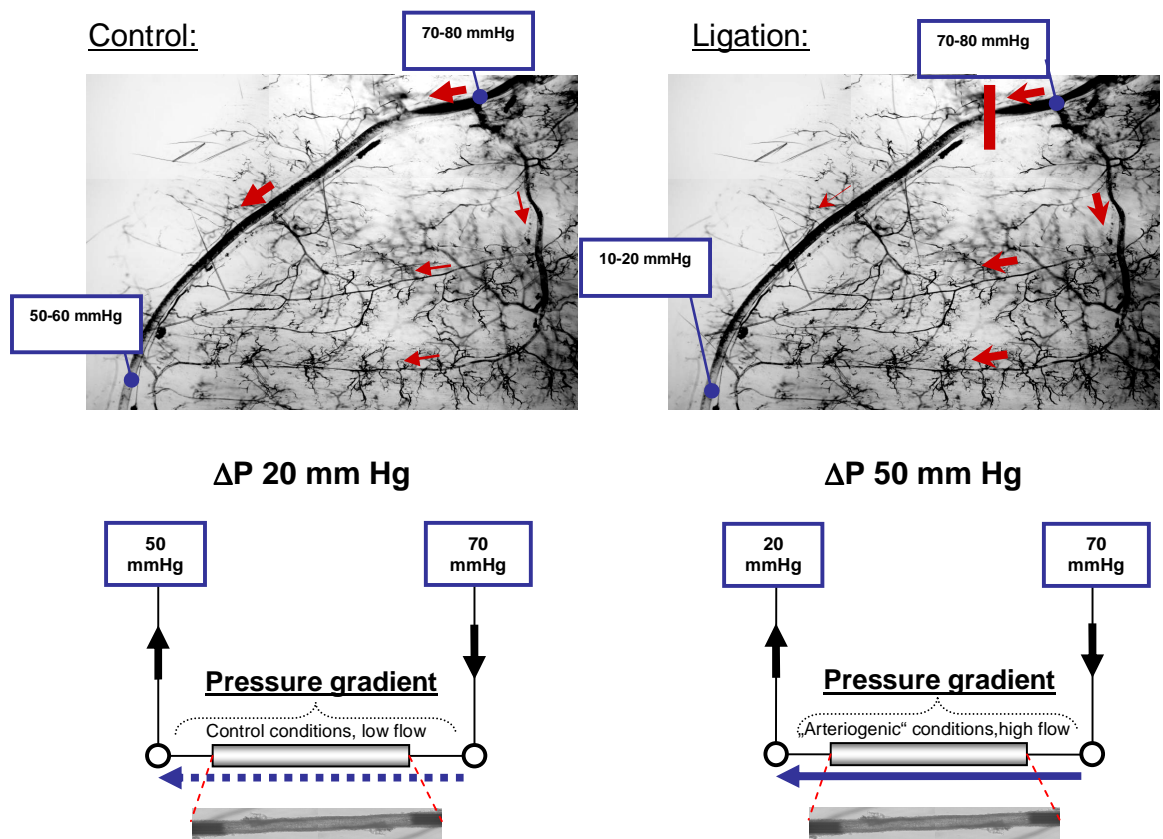 Control:
70-80 mmHg
50-60 mmHg
Ligation:
70-80 mmHg
10-20 mmHg
ΔP 20 mm Hg
50
mmHg
70
mmHg
Pressure gradient
Control conditions, low flow
ΔP 50 mm Hg
20
mmHg
70
mmHg
Pressure gradient
„Arteriogenic“ conditions,high flow